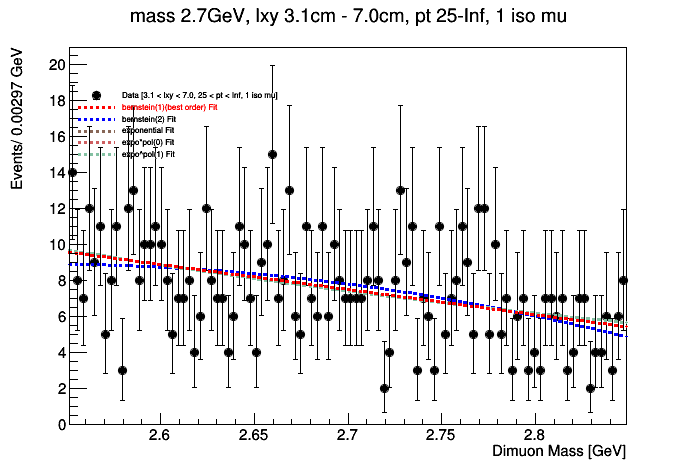 mass 2.7GeV, lxy 3.1cm - 7.0cm, pt 25-Inf, 1 iso mu
Events/ 0.00297 GeV
20
18
16
14
12
10
8
6
4
2
0
Data [3.1 < lxy < 7.0, 25 < pt < Inf, 1 iso mu]
bernstein(1)(best order) Fit
bernstein(2) Fit
exponential Fit
expo*pol(0) Fit
expo*pol(1) Fit
2.6 2.65 2.7 2.75 2.8
Dimuon Mass [GeV]